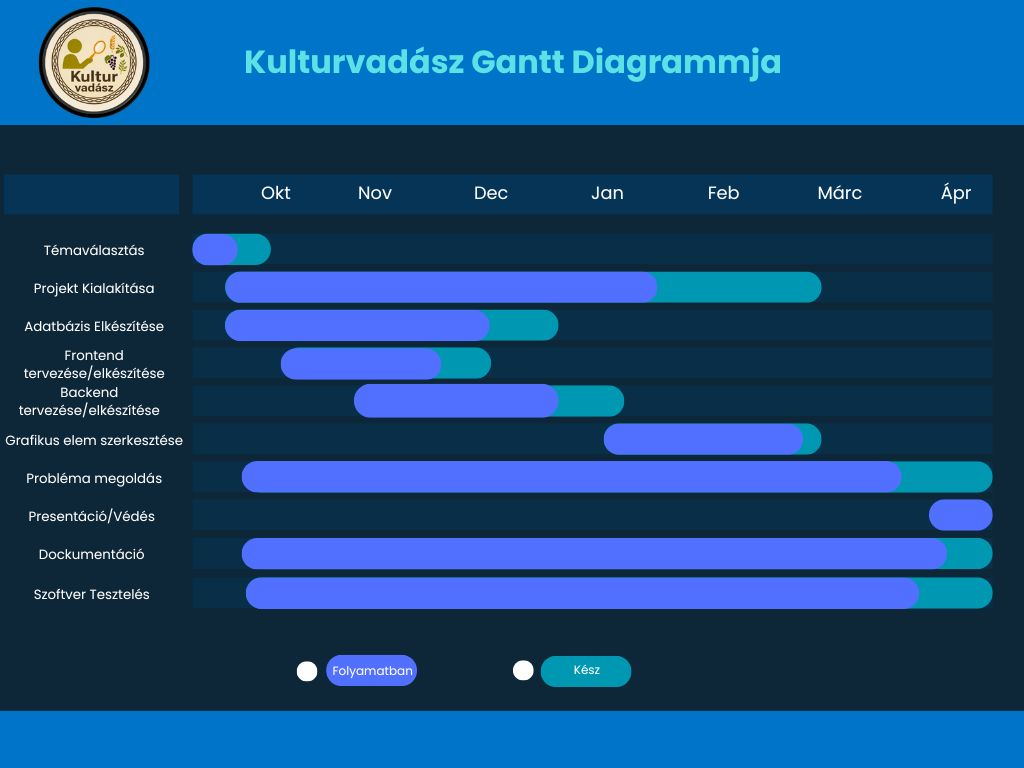 Kultur
vadász
Kulturvadász Gantt Diagrammja
Okt Nov Dec Jan Feb Márc Ápr
Témaválasztás
Projekt Kialakítása
Adatbázis Elkészítése
Frontend
tervezése/elkészítése
Backend
tervezése/elkészítése
Grafikus elem szerkesztése
Probléma megoldás
Presentáció/Védés
Dockumentáció
Szoftver Tesztelés
Folyamatban Kész